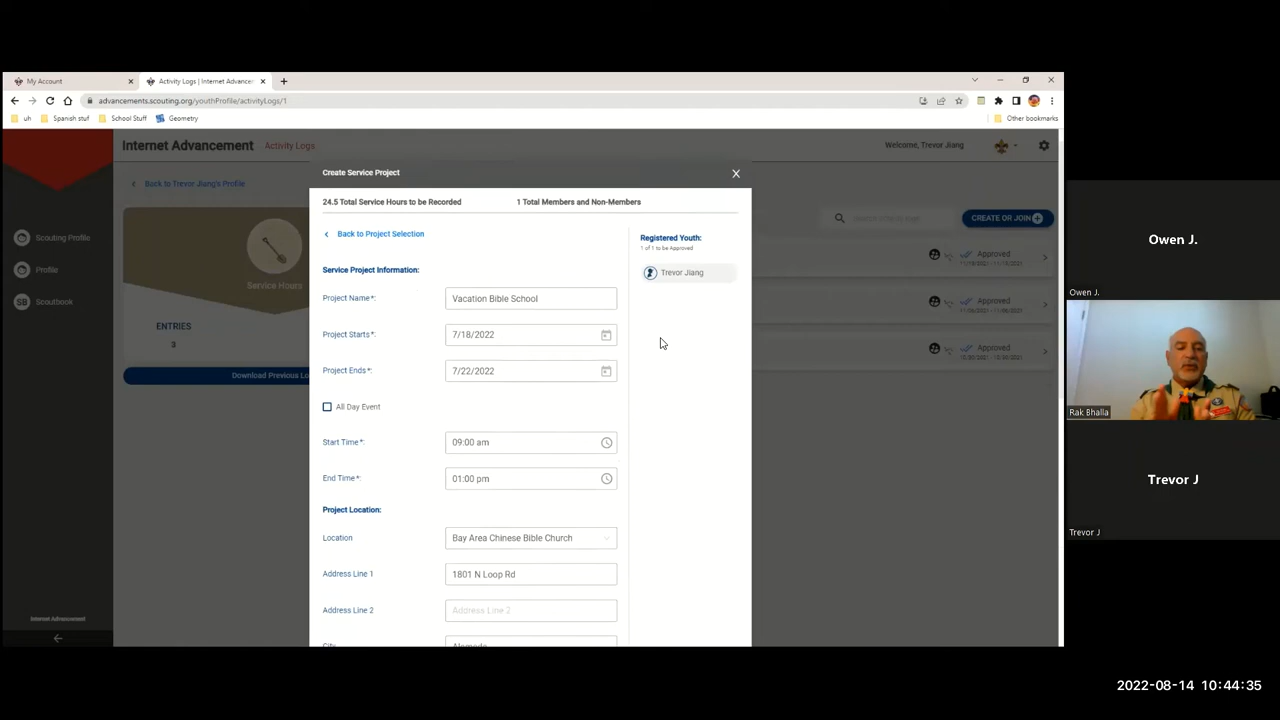 My Account
Activity Logs | Internet Advance
advancements.scouting.org/youthProfile/activityLogs/1
uh Spanish stuf School Stuff Geometry Other bookmarks
Internet Advancement Activity Logs Welcome, Trevor Jiang
Create Service Project
Back to Trevor Jiang's Profile
24.5 Total Service Hours to be Recorded 1 Total Members and Non-Members
CREATE OR JOIN
Back to Project Selection
Registered Youth:
1 of 1 to be Approved
Scouting Profile
Profile
Scoutbook
Service Hours
ENTRIES
3
Download Previous Lo
Service Project Information:
Trevor Jiang
Project Name*: Vacation Bible School
Project Starts*: 7/18/2022
Project Ends*: 7/22/2022
All Day Event
Start Time*: 09:00 am
End Time*: 01:00 pm
Project Location:
Location Bay Area Chinese Bible Church
Address Line 1 1801 N Loop Rd
Address Line 2 Address Line 2
City Alameda
Approved
Approved
Approved
Internet Advancement
Owen J.
Owen J.
Rak Bhalla
Trevor J
Trevor J
2022-08-14 10:44:35